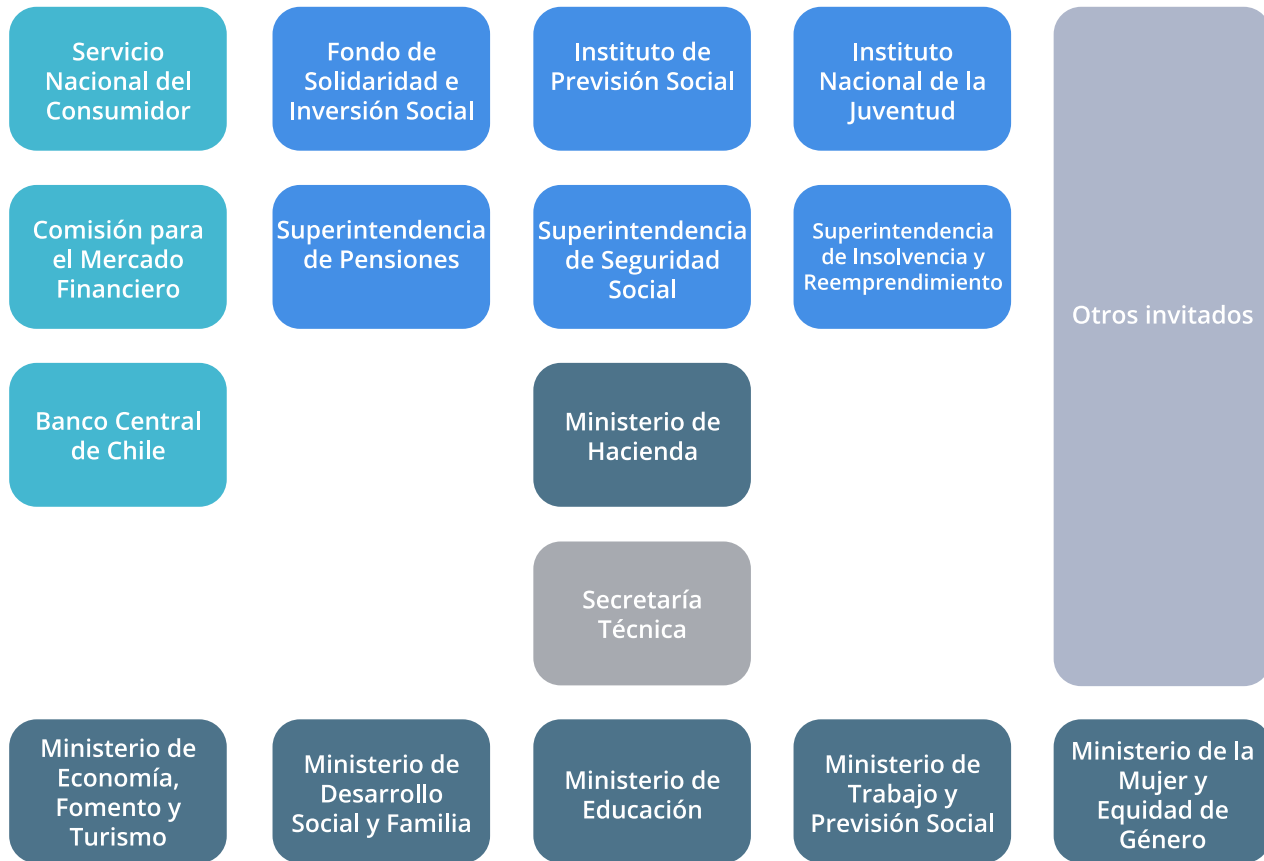 Servicio
Nacional del
Consumidor
Fondo de
Solidaridad e
Inversión Social
Instituto de
Previsión Social
Instituto
Nacional de la
Juventud
Comisión para
el Mercado
Financiero
Superintendencia
de Pensiones
Superintendencia
de Seguridad
Social
Superintendencia
de Insolvencia y
Reemprendimiento
Otros invitados
Banco Central
de Chile
Ministerio de
Hacienda
Secretaría
Técnica
Ministerio de
Economía,
Fomento y
Turismo
Ministerio de
Desarrollo
Social y Familia
Ministerio de
Educación
Ministerio de
Trabajo y
Previsión Social
Ministerio de la
Mujer y
Equidad de
Género